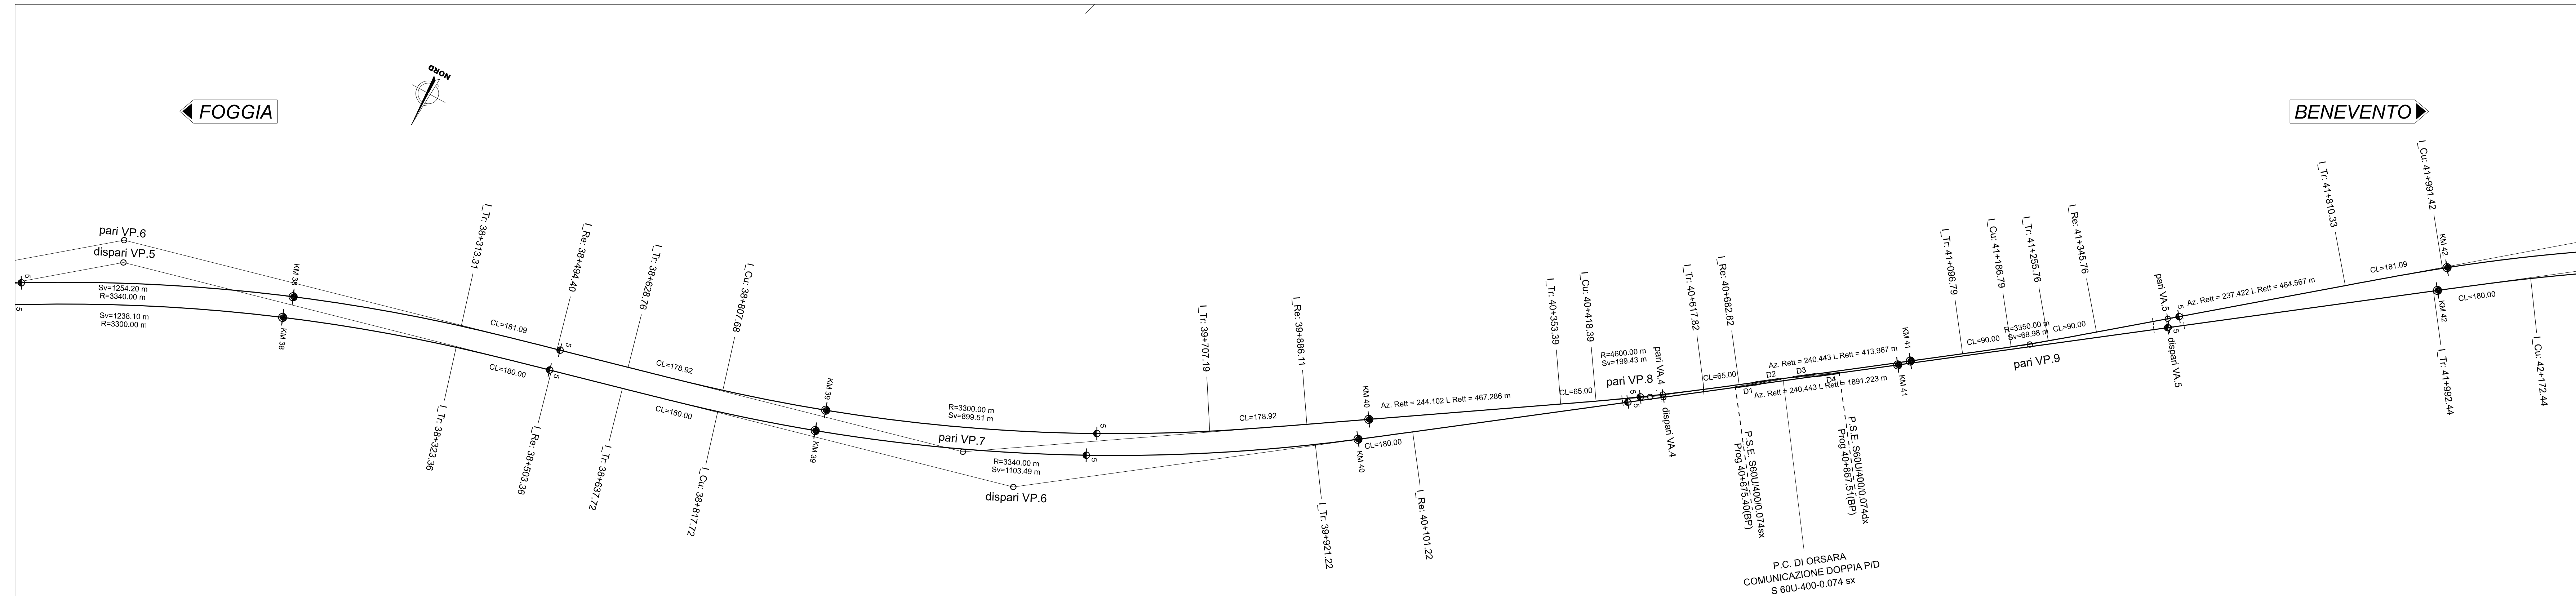 NORD
FOGGIA
BENEVENTO
pari VP.6
dispari VP.5
5
5
Sv=1254.20 m
R=3340.00 m
Sv=1238.10 m
R=3300.00 m
KM 38
KM 38
I_Tr: 38+313.31
I_Tr: 38+323.36
CL=181.09
CL=180.00
I_Re: 38+494.40
I_Re: 38+503.36
5
5
I_Tr: 38+628.76
I_Tr: 38+637.72
CL=178.92
CL=180.00
I_Cu: 38+807.68
I_Cu: 38+817.72
KM 39
KM 39
R=3300.00 m
Sv=899.51 m
pari VP.7
R=3340.00 m
Sv=1103.49 m
dispari VP.6
5
5
I_Tr: 39+707.19
CL=178.92
I_Re: 39+886.11
I_Tr: 39+921.22
KM 40
KM 40
CL=180.00
I_Re: 40+101.22
Az. Rett = 244.102 L Rett = 467.286 m
I_Tr: 40+353.39
CL=65.00
I_Cu: 40+418.39
R=4600.00 m
Sv=199.43 m
pari VP.8
5
5
pari VA.4
dispari VA.4
I_Tr: 40+617.82
CL=65.00
I_Re: 40+682.82
D1
D2
D3
D4
Az. Rett = 240.443 L Rett = 413.967 m
Az. Rett = 240.443 L Rett = 1891.223 m
P.S.E. S60U/400/0.074sx
Prog 40+675.40(BP)
P.S.E. S60U/400/0.074dx
Prog 40+867.51(BP)
P.C. DI ORSARA
COMUNICAZIONE DOPPIA P/D
S 60U-400-0.074 sx
KM 41
KM 41
I_Tr: 41+096.79
CL=90.00
I_Cu: 41+186.79
I_Tr: 41+255.76
R=3350.00 m
Sv=68.98 m
pari VP.9
CL=90.00
I_Re: 41+345.76
pari VA.5
5
5
dispari VA.5
Az. Rett = 237.422 L Rett = 464.567 m
I_Tr: 41+810.33
CL=181.09
I_Cu: 41+991.42
KM 42
KM 42
I_Tr: 41+992.44
CL=180.00
I_Cu: 42+172.44